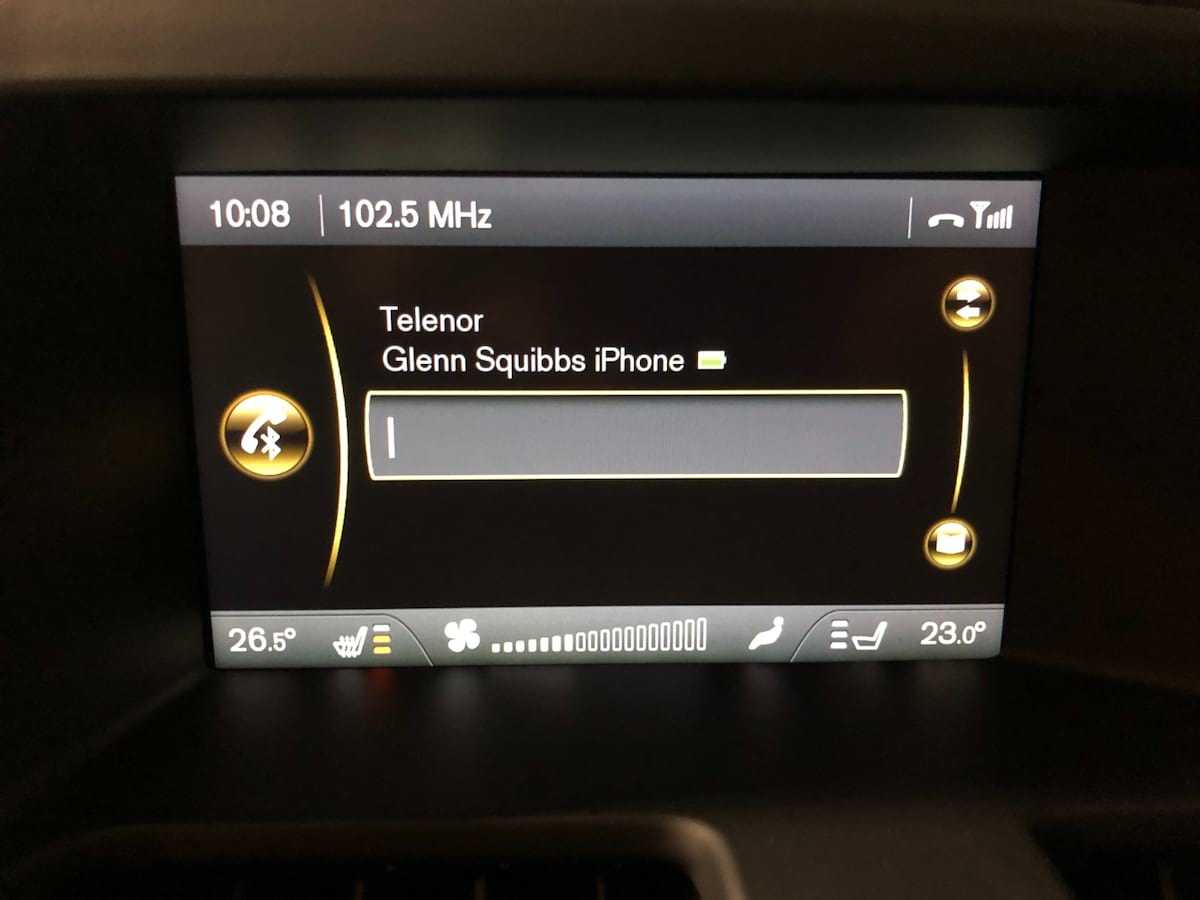 10:08 102.5 MHz
Telenor
Glenn Squibbs iPhone
26.5° 23.0°